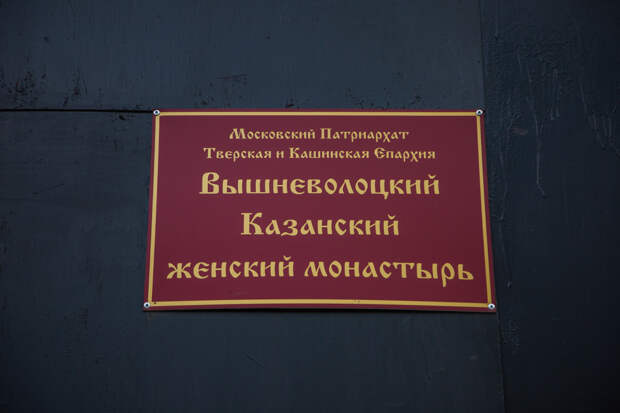 Московский Патриархат
Тверская и Кашинская Епархия
Вышневолоцкий
Казанский
женский монастырь